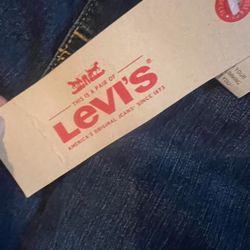 THIS IS A PAIR OF
LEVI'S®
AMERICA'S ORIGINAL JEANS · SINCE 1873